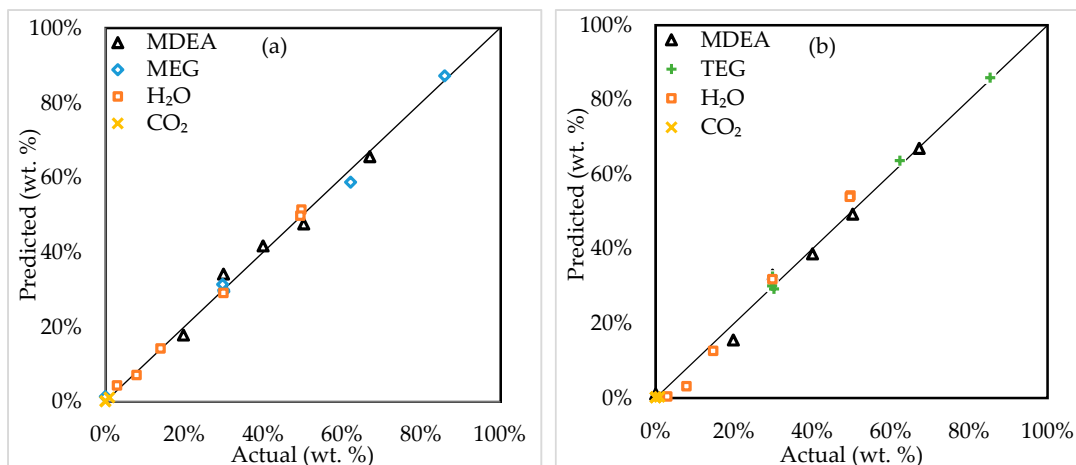 100%
80%
60%
40%
20%
0%
Predicted (wt. %)
MDEA
MEG
H₂O
CO₂
(a)
0% 20% 40% 60% 80% 100%
Actual (wt. %)
100%
80%
60%
40%
20%
0%
Predicted (wt. %)
MDEA
TEG
H₂O
CO₂
(b)
0% 20% 40% 60% 80% 100%
Actual (wt. %)